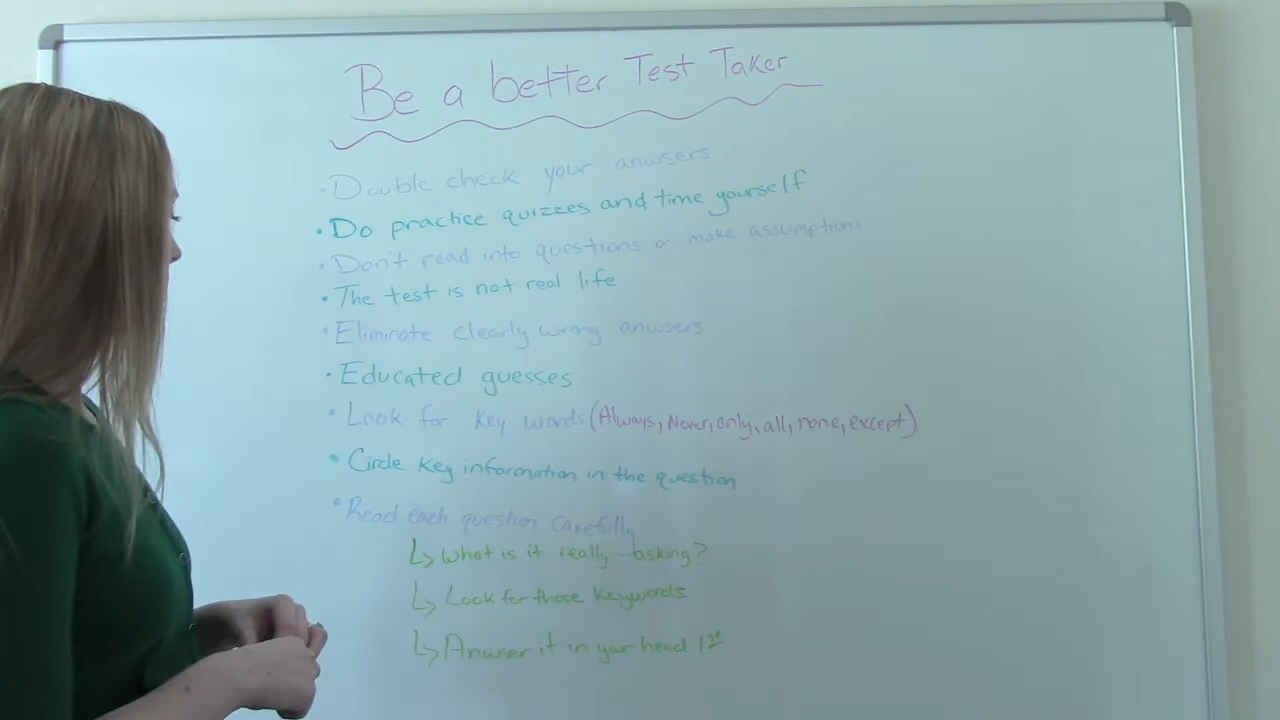 Be a better Test Taker
• Double check your anwsers
• Do practice quizzes and time yourself
• Don't read into questions or make assumptions
• The test is not real life
• Eliminate clearly wrong anwsers
• Educated guesses
• Look for key words (Always, Never, only, all, none, except)
• Circle key information in the question
• Read each question carefully
↳ What is it really asking?
↳ Look for those keywords
↳ Anwser it in your head 1st